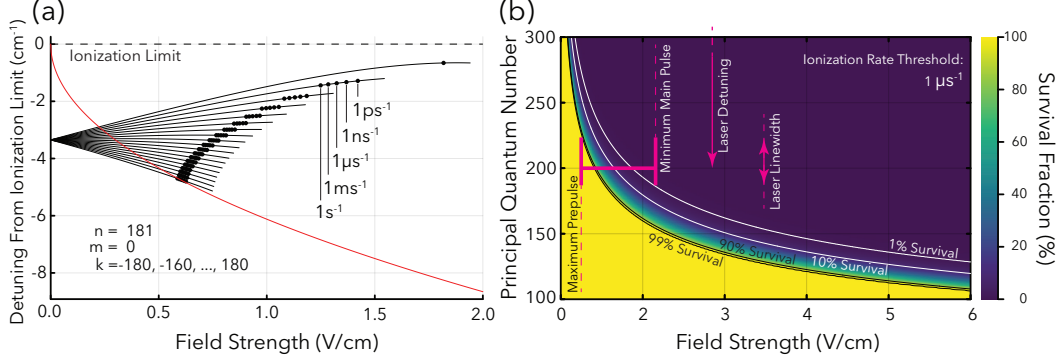 (a)
Detuning From Ionization Limit (cm⁻¹)
0
-2
-4
-6
-8
Ionization Limit
1ps⁻¹
1ns⁻¹
1μs⁻¹
1ms⁻¹
1s⁻¹
n = 181
m = 0
k=-180, -160, ..., 180
0.0
0.5
1.0
1.5
2.0
Field Strength (V/cm)
(b)
Principal Quantum Number
300
250
200
150
100
Ionization Rate Threshold:
1 μs⁻¹
Maximum Prepulse
Minimum Main Pulse
Laser Detuning
Laser Linewidth
99% Survival
90% Survival
10% Survival
1% Survival
0
1
2
3
4
5
6
Field Strength (V/cm)
100
80
60
40
20
0
Survival Fraction (%)